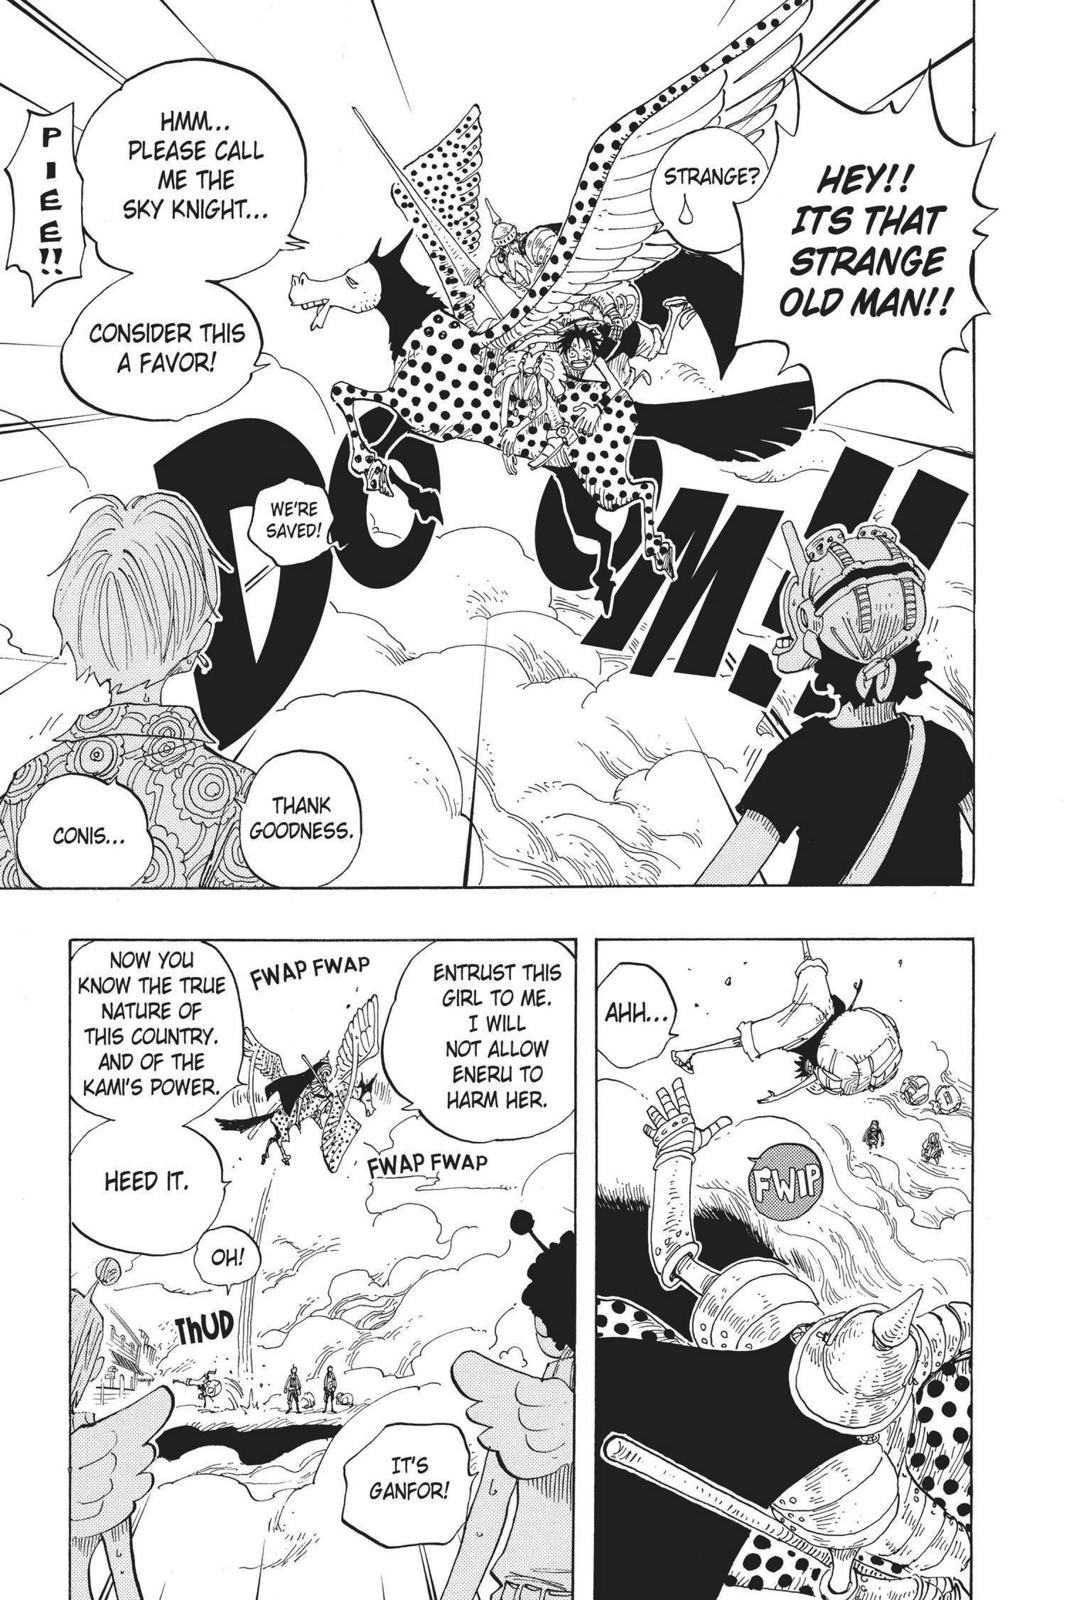 HEY!!
ITS THAT
STRANGE
OLD MAN!!
STRANGE?
HMM...
PLEASE CALL
ME THE
SKY KNIGHT...
CONSIDER THIS
A FAVOR!
PIEE!!
DOOM!!
WE'RE
SAVED!
THANK
GOODNESS.
CONIS...
AHH...
FWIP
ENTRUST THIS
GIRL TO ME.
I WILL
NOT ALLOW
ENERU TO
HARM HER.
FWAP FWAP
NOW YOU
KNOW THE TRUE
NATURE OF
THIS COUNTRY.
AND OF THE
KAMI'S POWER.
HEED IT.
FWAP FWAP
OH!
THUD
IT'S
GANFOR!